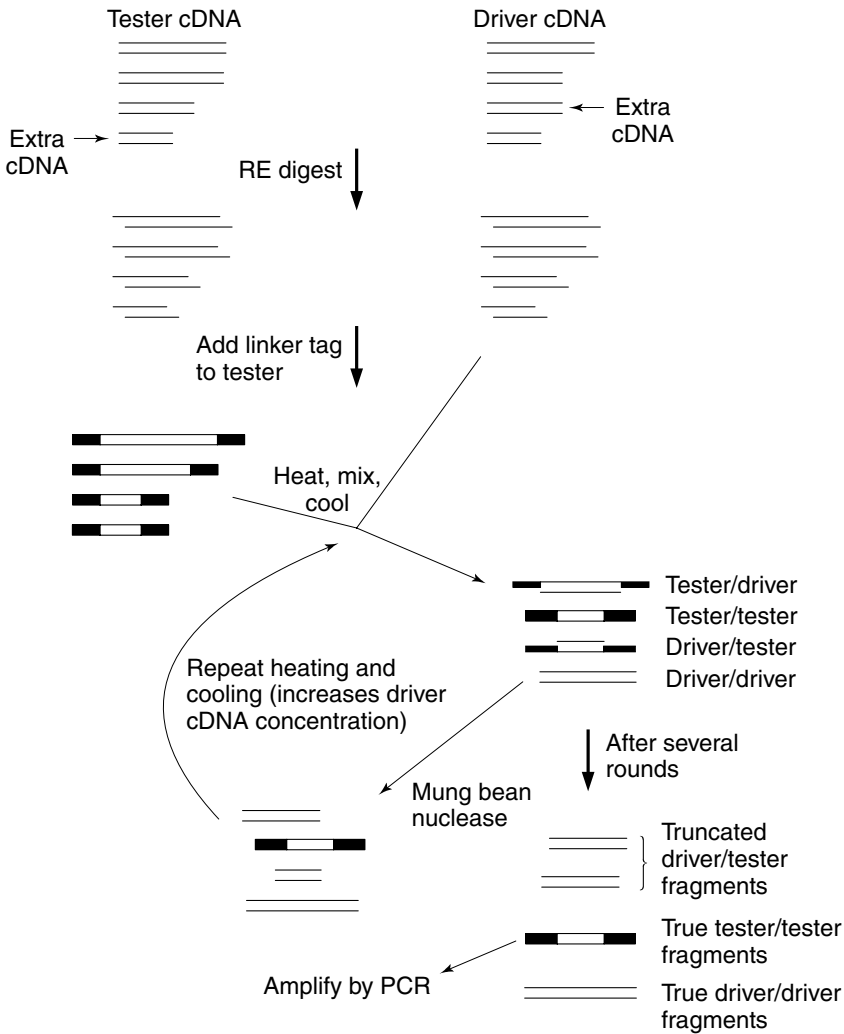 Tester cDNA
Driver cDNA
Extra
cDNA
Extra
cDNA
RE digest
Add linker tag
to tester
Heat, mix,
cool
Tester/driver
Tester/tester
Driver/tester
Driver/driver
Repeat heating and
cooling (increases driver
cDNA concentration)
After several
rounds
Mung bean
nuclease
Truncated
driver/tester
fragments
True tester/tester
fragments
Amplify by PCR
True driver/driver
fragments